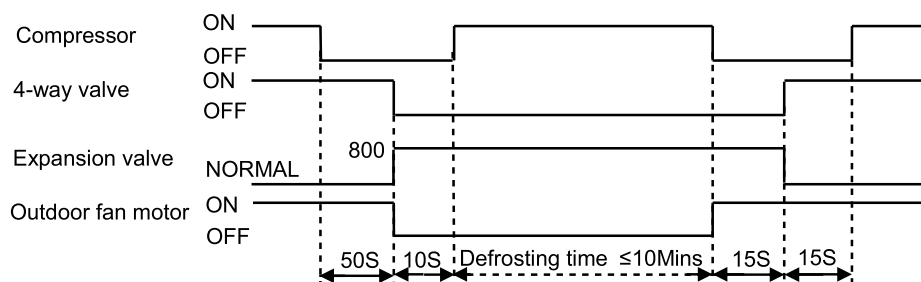 Compressor ON
OFF
4-way valve ON
OFF
Expansion valve 800
NORMAL
Outdoor fan motor ON
OFF
50S 10S Defrosting time ≤10Mins 15S 15S